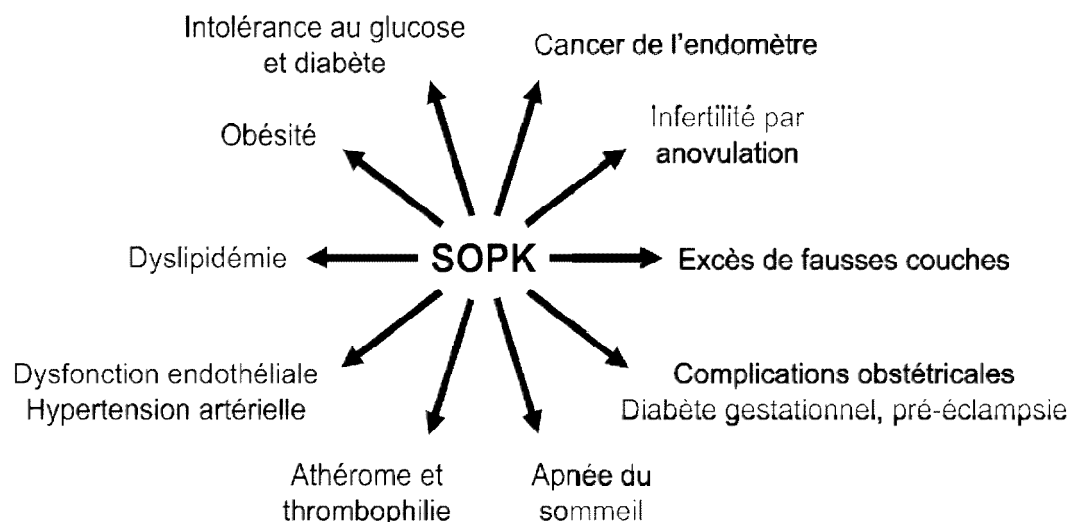 Intolérance au glucose
et diabète
Cancer de l'endomètre
Obésité
Infertilité par
anovulation
Dyslipidémie
SOPK
Excès de fausses couches
Dysfonction endothéliale
Hypertension artérielle
Complications obstétricales
Diabète gestationnel, pré-éclampsie
Athérome et
thrombophilie
Apnée du
sommeil